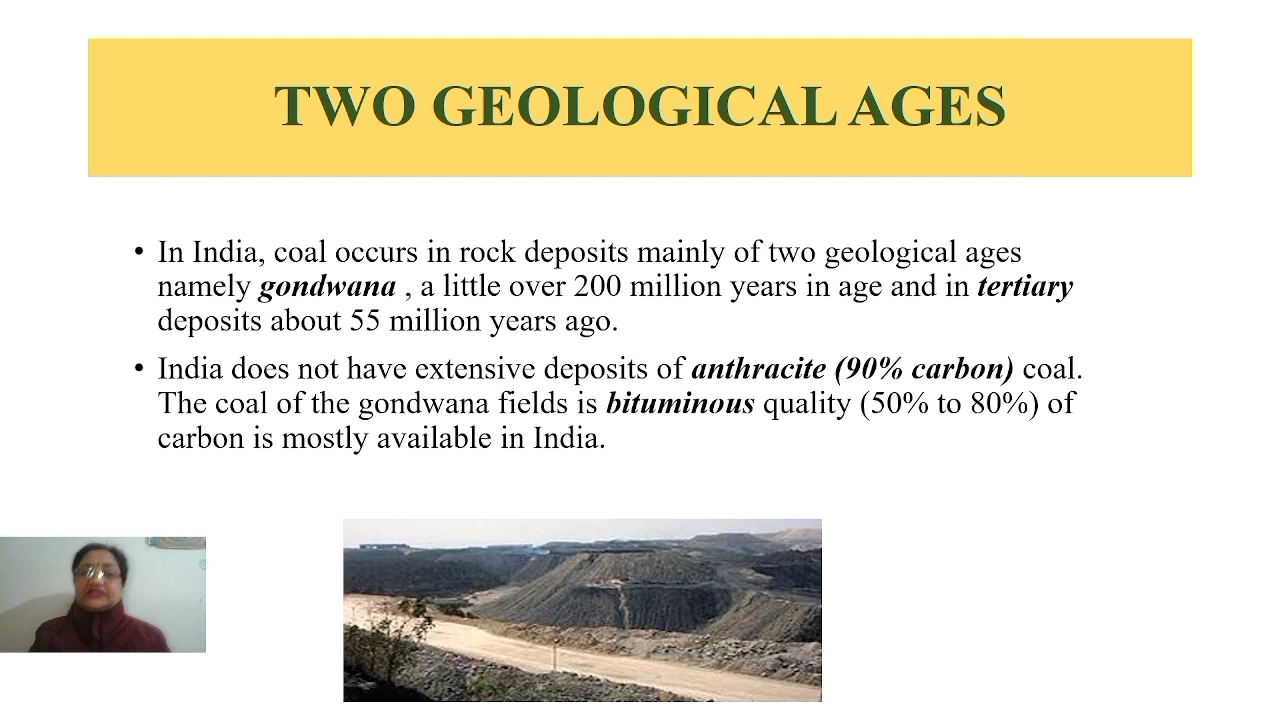 TWO GEOLOGICAL AGES
• In India, coal occurs in rock deposits mainly of two geological ages
namely gondwana , a little over 200 million years in age and in tertiary
deposits about 55 million years ago.
• India does not have extensive deposits of anthracite (90% carbon) coal.
The coal of the gondwana fields is bituminous quality (50% to 80%) of
carbon is mostly available in India.